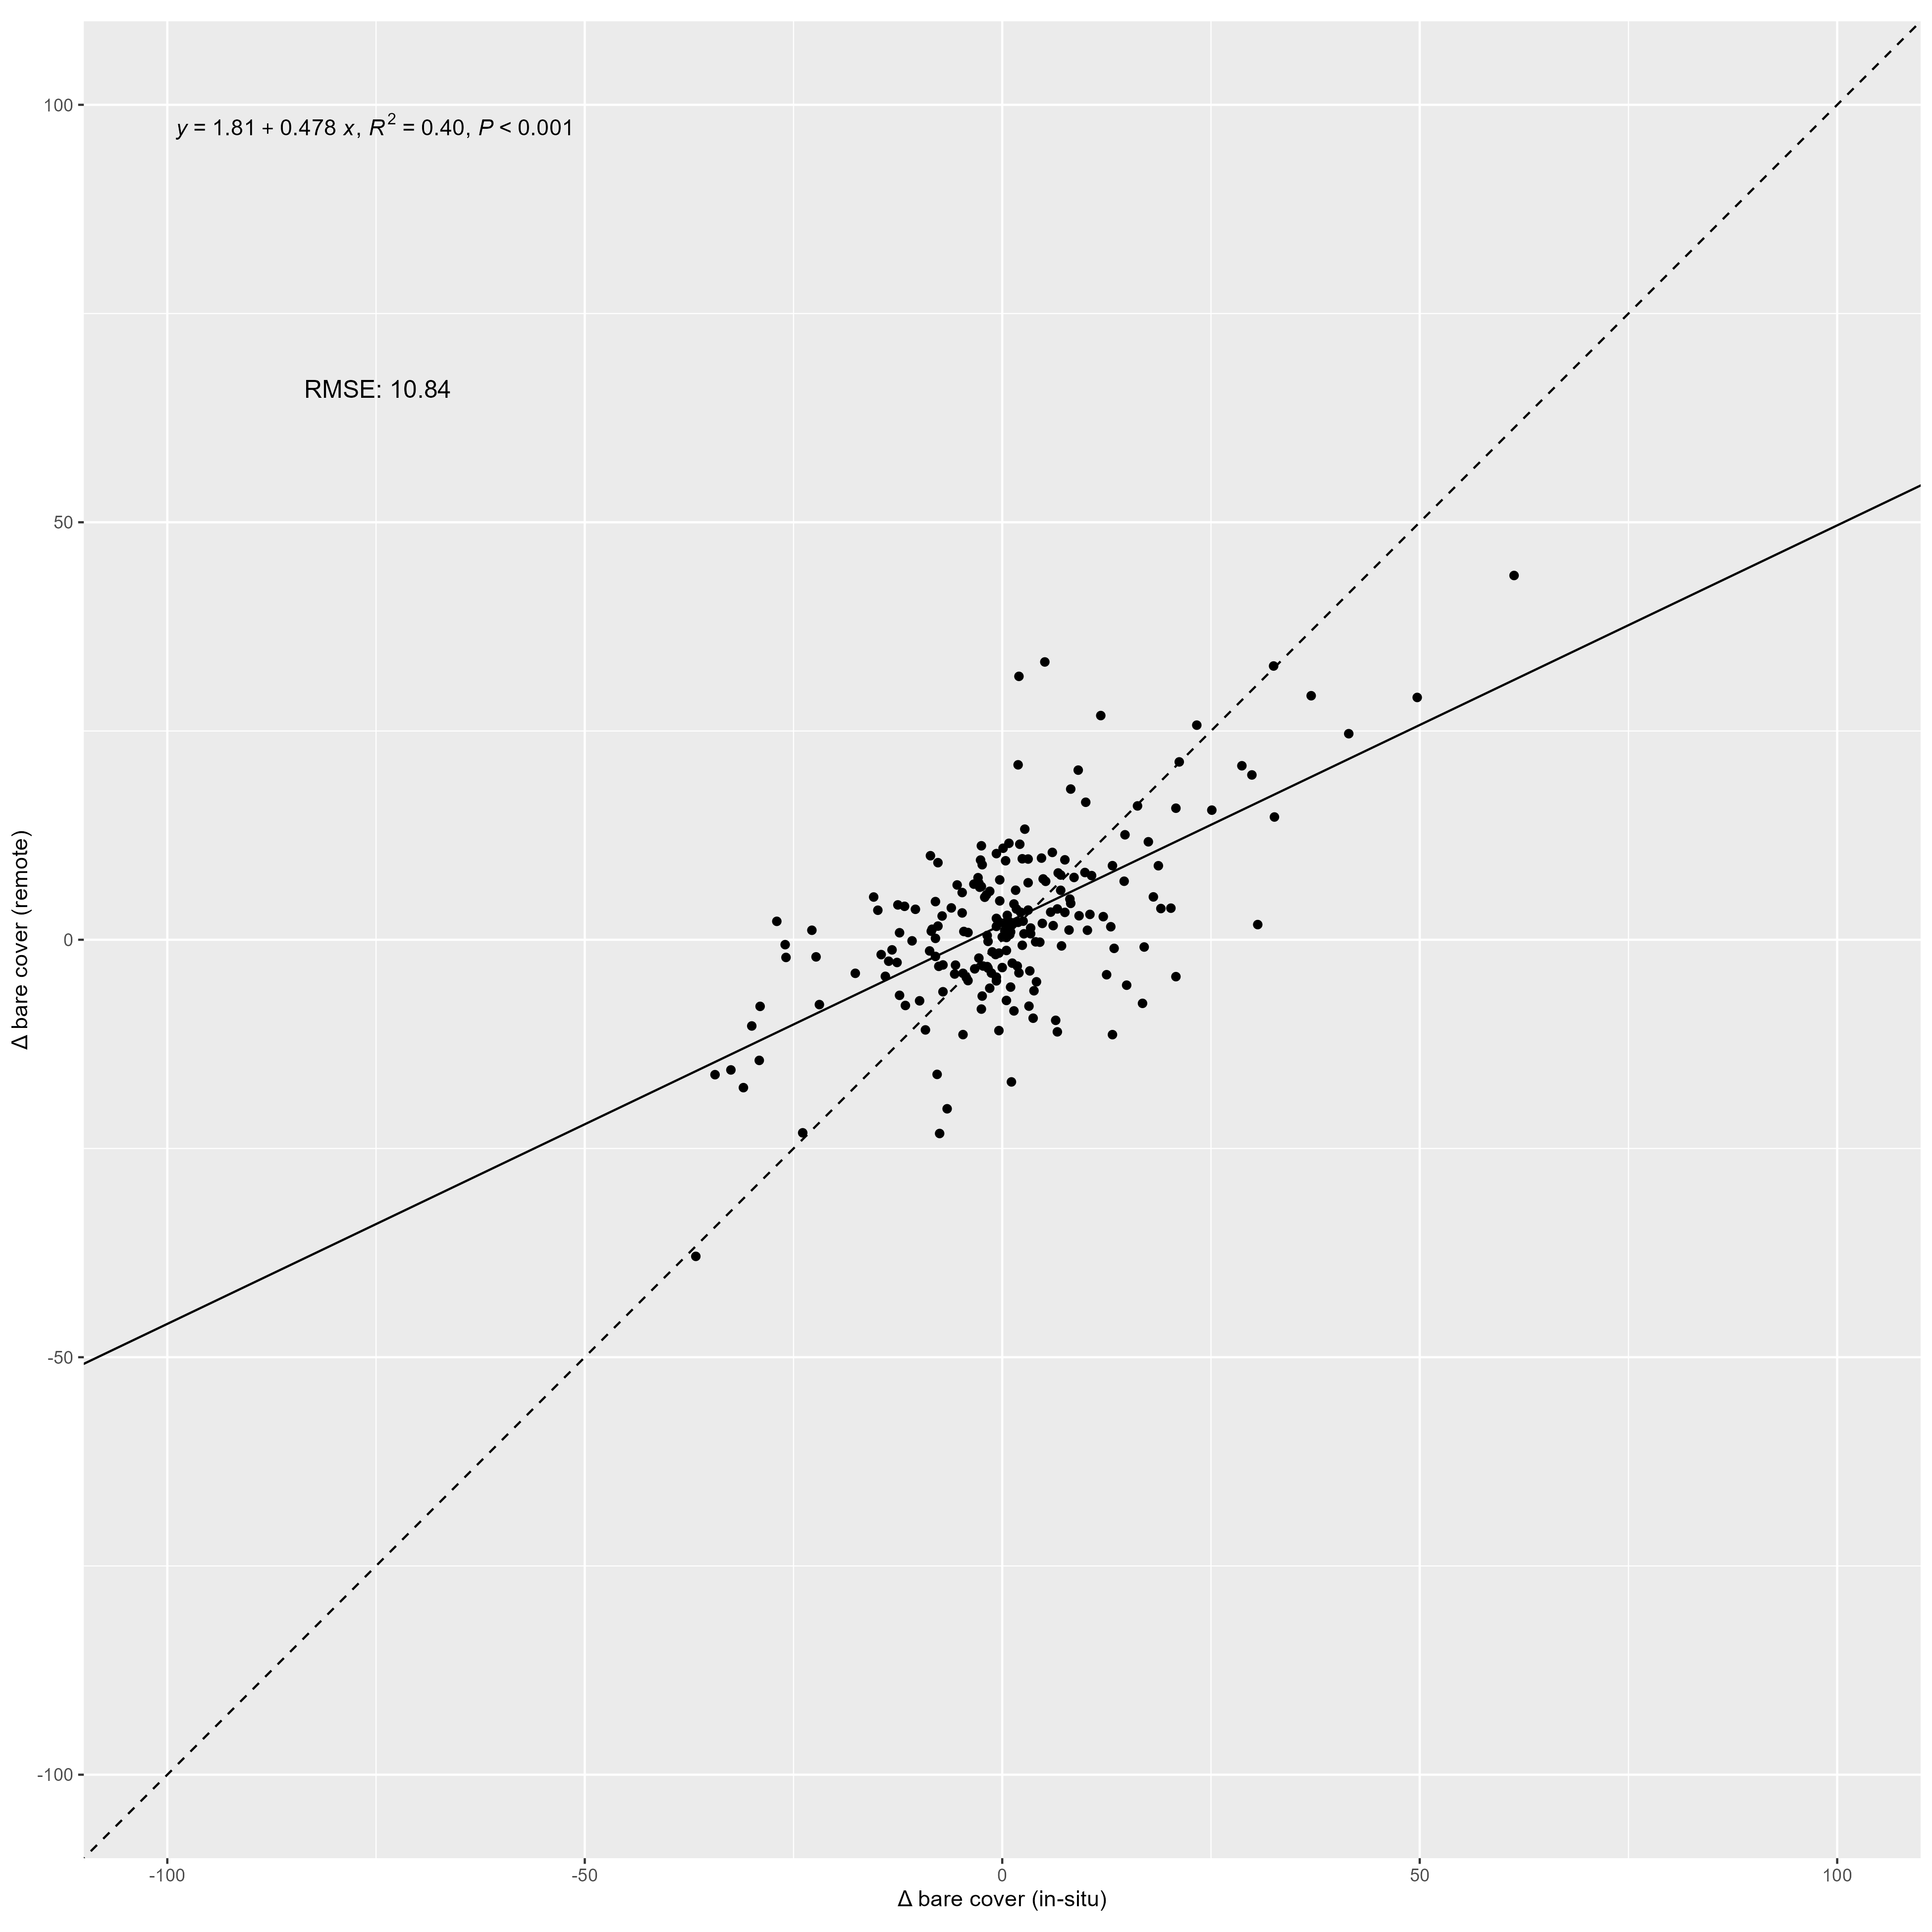 100
y = 1.81 + 0.478 x, R² = 0.40, P < 0.001
RMSE: 10.84
50
Δ bare cover (remote)
0
-50
-100
-100 -50 0 50 100
Δ bare cover (in-situ)